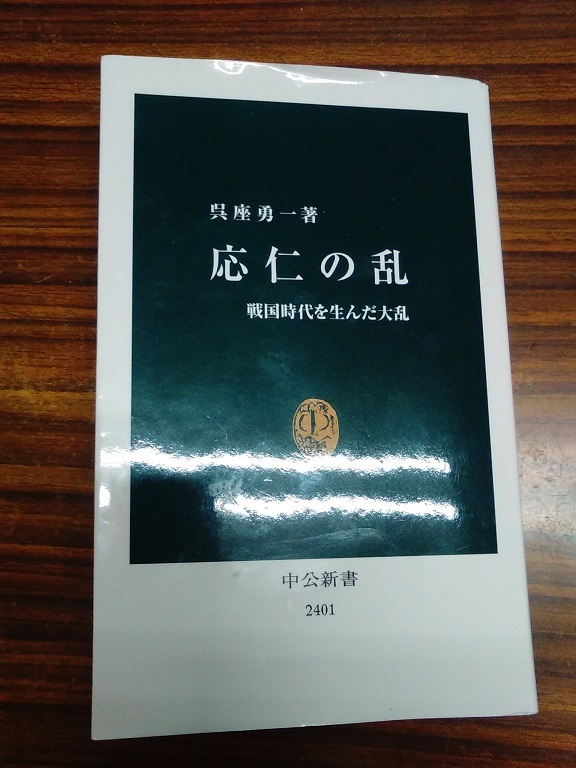 呉座勇一著
応仁の乱
戦国時代を生んだ大乱
中公新書
2401